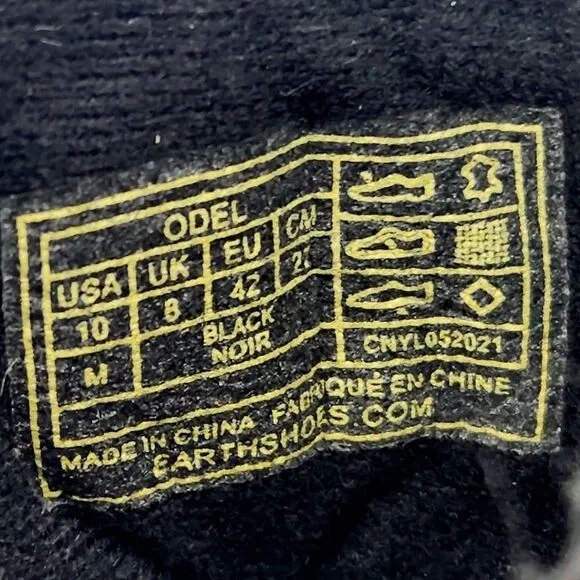 ODEL
USA UK EU CM
10 8 42
M BLACK
NOIR
CNYL052021
MADE IN CHINA FABRIQUÉ EN CHINE
EARTHSHOES.COM